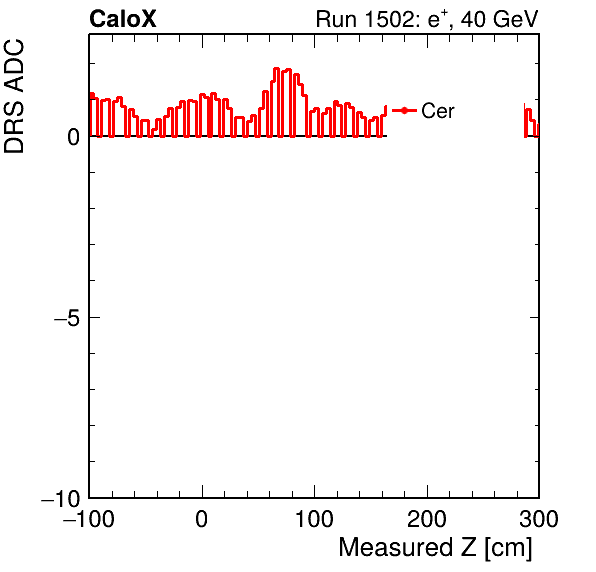 CaloX Run 1502: e⁺, 40 GeV
DRS ADC
Cer
0
−5
−10
−100 0 100 200 300
Measured Z [cm]